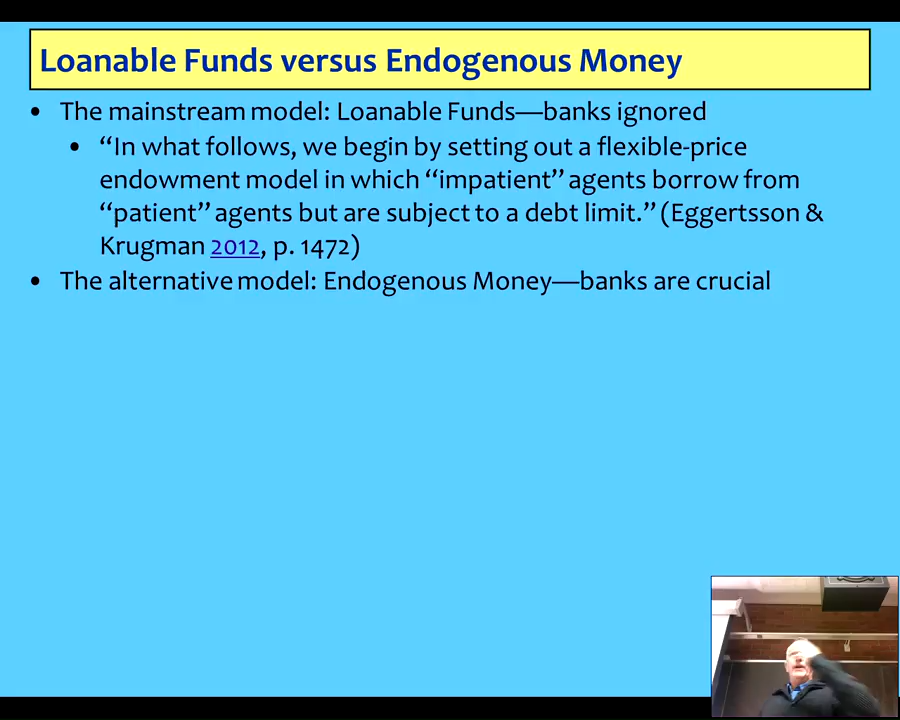 Loanable Funds versus Endogenous Money
• The mainstream model: Loanable Funds—banks ignored
• “In what follows, we begin by setting out a flexible-price
endowment model in which “impatient” agents borrow from
“patient” agents but are subject to a debt limit.” (Eggertsson &
Krugman 2012, p. 1472)
• The alternative model: Endogenous Money—banks are crucial